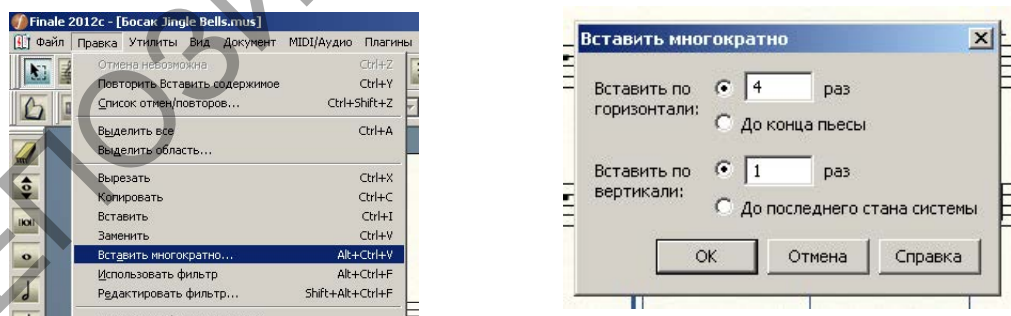 Finale 2012c - [Босак Jingle Bells.mus]
Файл Правка Утилиты Вид Документ MIDI/Аудио Плагины
Отмена невозможна Ctrl+Z
Повторить Вставить содержимое Ctrl+Y
Список отмен/повторов... Ctrl+Shift+Z
Выделить все Ctrl+A
Выделить область...
Вырезать Ctrl+X
Копировать Ctrl+C
Вставить Ctrl+I
Заменить Ctrl+V
Вставить многократно... Alt+Ctrl+V
Использовать фильтр Alt+Ctrl+F
Редактировать фильтр... Shift+Alt+Ctrl+F
Вставить многократно
Вставить по горизонтали: 4 раз
До конца пьесы
Вставить по вертикали: 1 раз
До последнего стана системы
ОК Отмена Справка